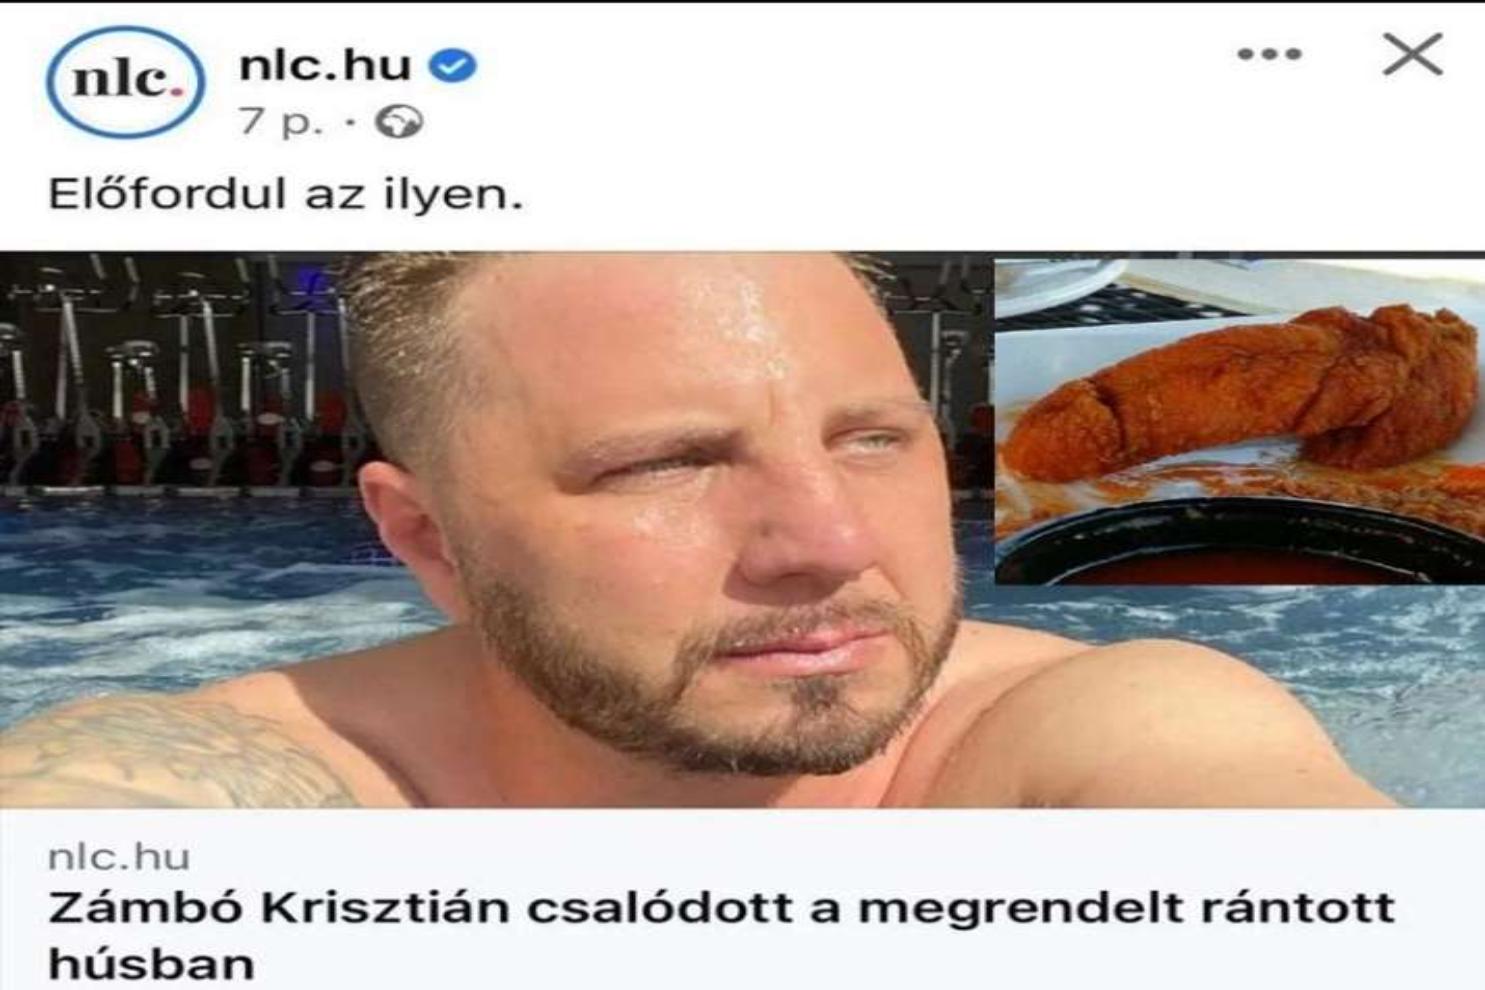 nlc.
nlc.hu
7 p. ·
Előfordul az ilyen.
nlc.hu
Zámbó Krisztián csalódott a megrendelt rántott
húsban